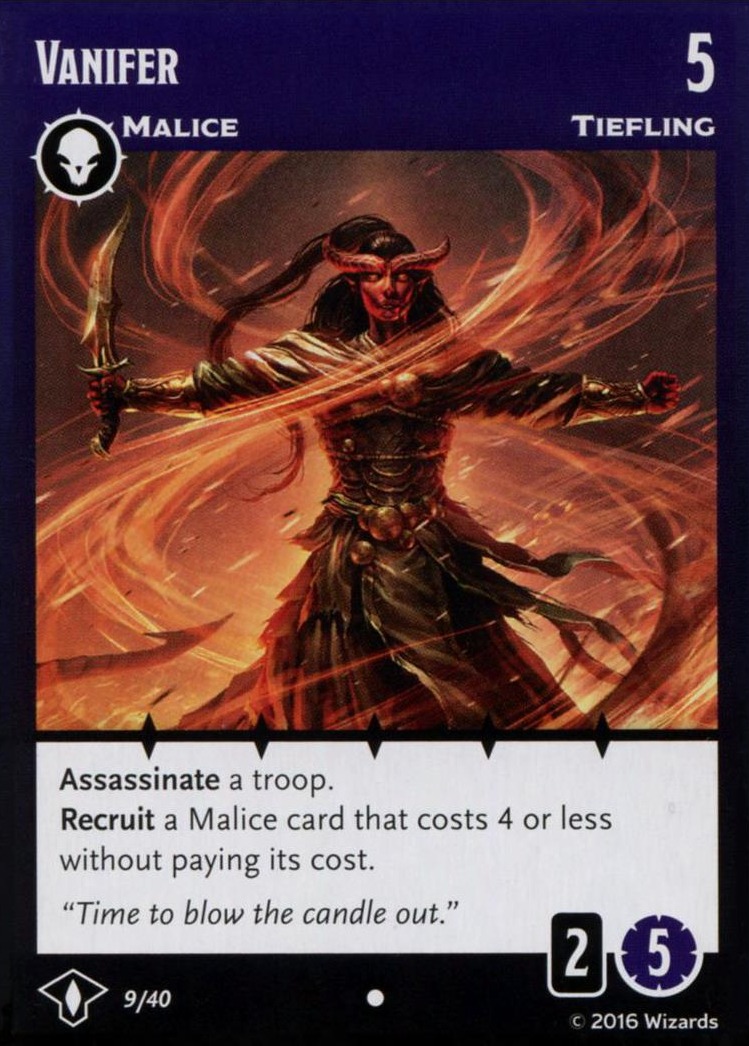 VANIFER 5
MALICE TIEFLING
Assassinate a troop.
Recruit a Malice card that costs 4 or less
without paying its cost.
“Time to blow the candle out.”
2 5
9/40
© 2016 Wizards